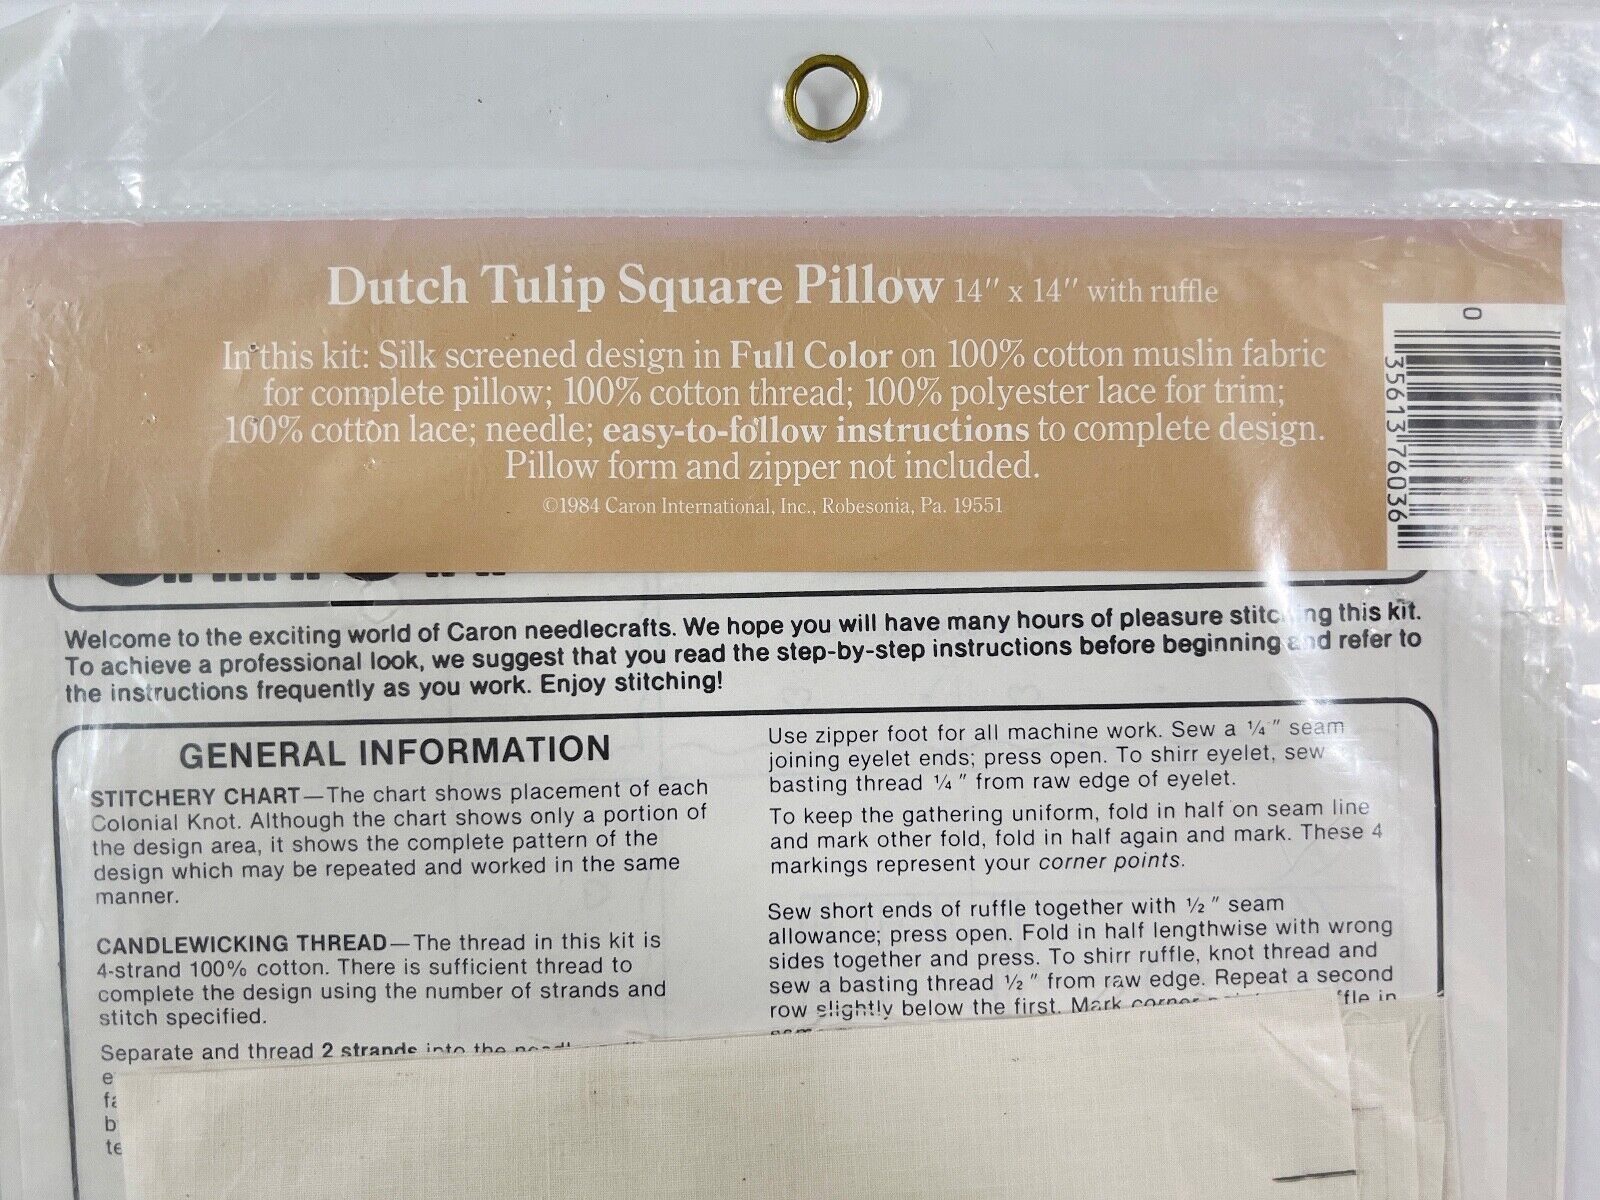 Dutch Tulip Square Pillow 14" x 14" with ruffle
In this kit: Silk screened design in Full Color on 100% cotton muslin fabric
for complete pillow; 100% cotton thread; 100% polyester lace for trim;
100% cotton lace; needle; easy-to-follow instructions to complete design.
Pillow form and zipper not included.
©1984 Caron International, Inc., Robesonia, Pa. 19551
0
35613 76036
Welcome to the exciting world of Caron needlecrafts. We hope you will have many hours of pleasure stitching this kit.
To achieve a professional look, we suggest that you read the step-by-step instructions before beginning and refer to
the instructions frequently as you work. Enjoy stitching!
GENERAL INFORMATION
STITCHERY CHART—The chart shows placement of each
Colonial Knot. Although the chart shows only a portion of
the design area, it shows the complete pattern of the
design which may be repeated and worked in the same
manner.
CANDLEWICKING THREAD—The thread in this kit is
4-strand 100% cotton. There is sufficient thread to
complete the design using the number of strands and
stitch specified.
Separate and thread 2 strands into the
Use zipper foot for all machine work. Sew a ¼" seam
joining eyelet ends; press open. To shirr eyelet, sew
basting thread ¼" from raw edge of eyelet.
To keep the gathering uniform, fold in half on seam line
and mark other fold, fold in half again and mark. These 4
markings represent your corner points.
Sew short ends of ruffle together with ½" seam
allowance; press open. Fold in half lengthwise with wrong
sides together and press. To shirr ruffle, knot thread and
sew a basting thread ½" from raw edge. Repeat a second
row slightly below the first. Mark corner in